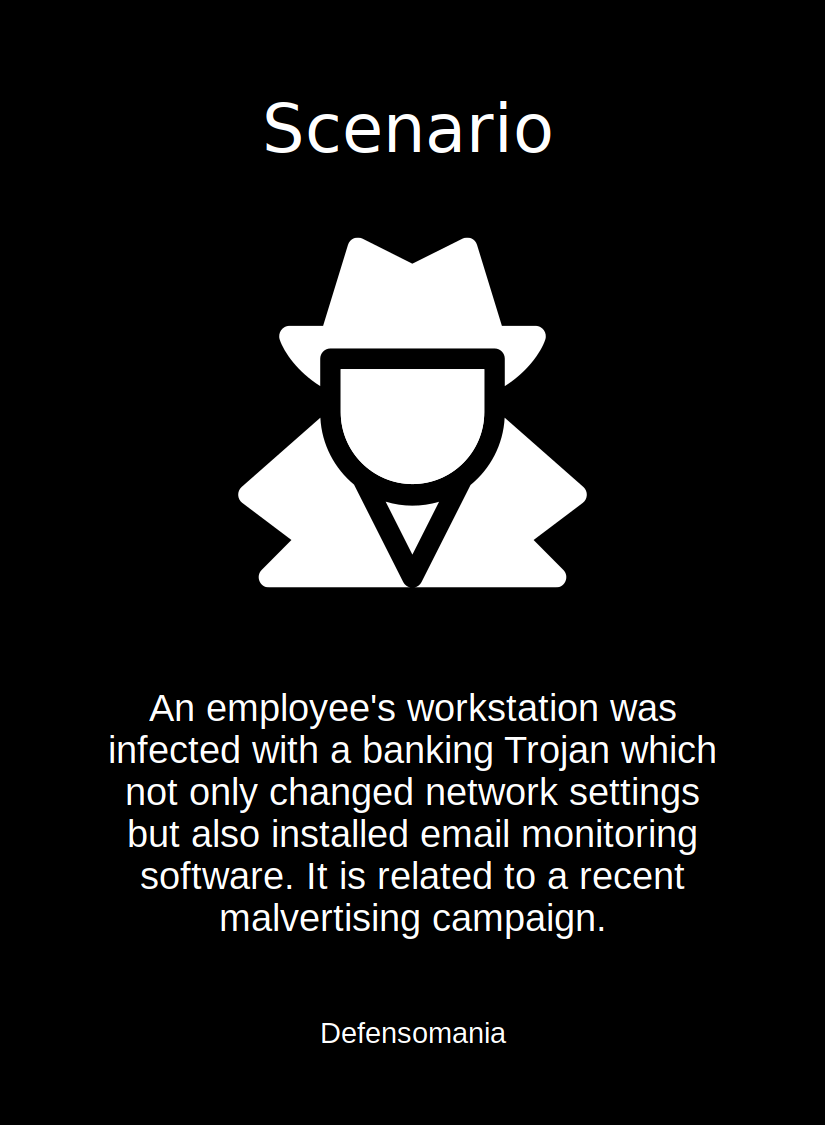 Scenario
An employee's workstation was
infected with a banking Trojan which
not only changed network settings
but also installed email monitoring
software. It is related to a recent
malvertising campaign.
Defensomania